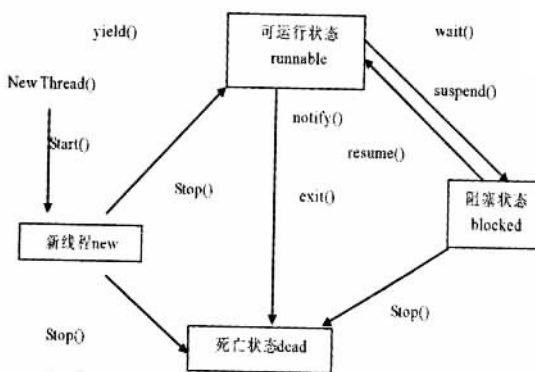 yield()
可运行状态
runnable
wait()
suspend()
New Thread()
Start()
notify()
resume()
Stop()
exit()
阻塞状态
blocked
新线程new
Stop()
Stop()
死亡状态dead